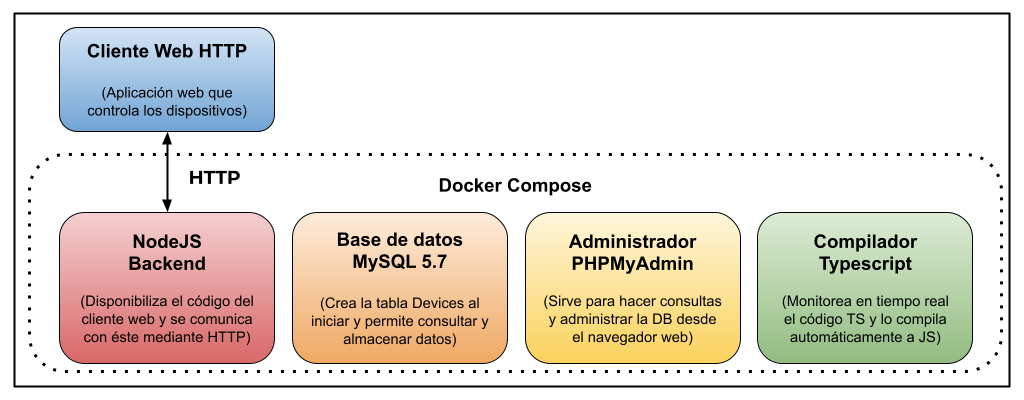 Cliente Web HTTP
(Aplicación web que
controla los dispositivos)
HTTP
Docker Compose
NodeJS
Backend
(Disponibiliza el código del
cliente web y se comunica
con éste mediante HTTP)
Base de datos
MySQL 5.7
(Crea la tabla Devices al
iniciar y permite consultar y
almacenar datos)
Administrador
PHPMyAdmin
(Sirve para hacer consultas
y administrar la DB desde
el navegador web)
Compilador
Typescript
(Monitorea en tiempo real
el código TS y lo compila
automáticamente a JS)